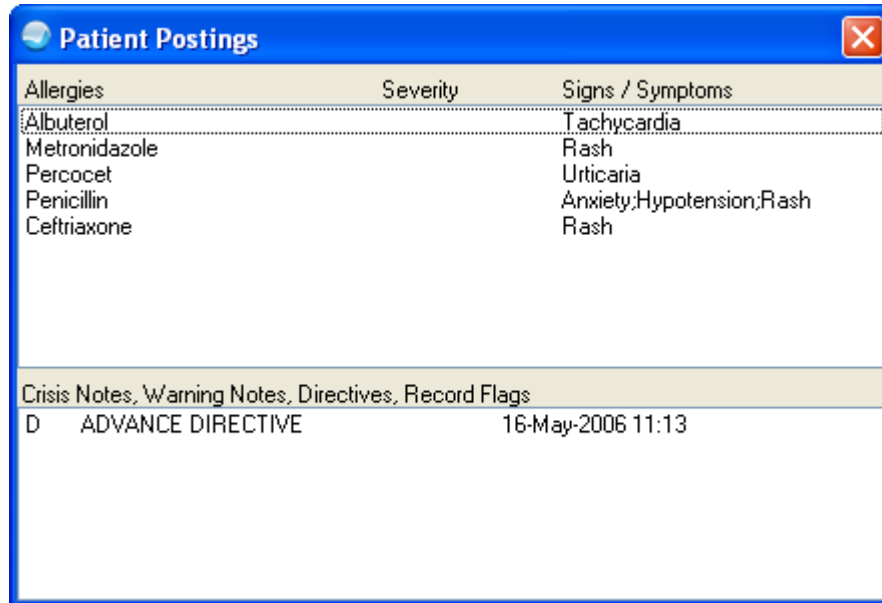 Patient Postings
Allergies Severity Signs / Symptoms
Albuterol Tachycardia
Metronidazole Rash
Percocet Urticaria
Penicillin Anxiety;Hypotension;Rash
Ceftriaxone Rash
Crisis Notes, Warning Notes, Directives, Record Flags
D ADVANCE DIRECTIVE 16-May-2006 11:13